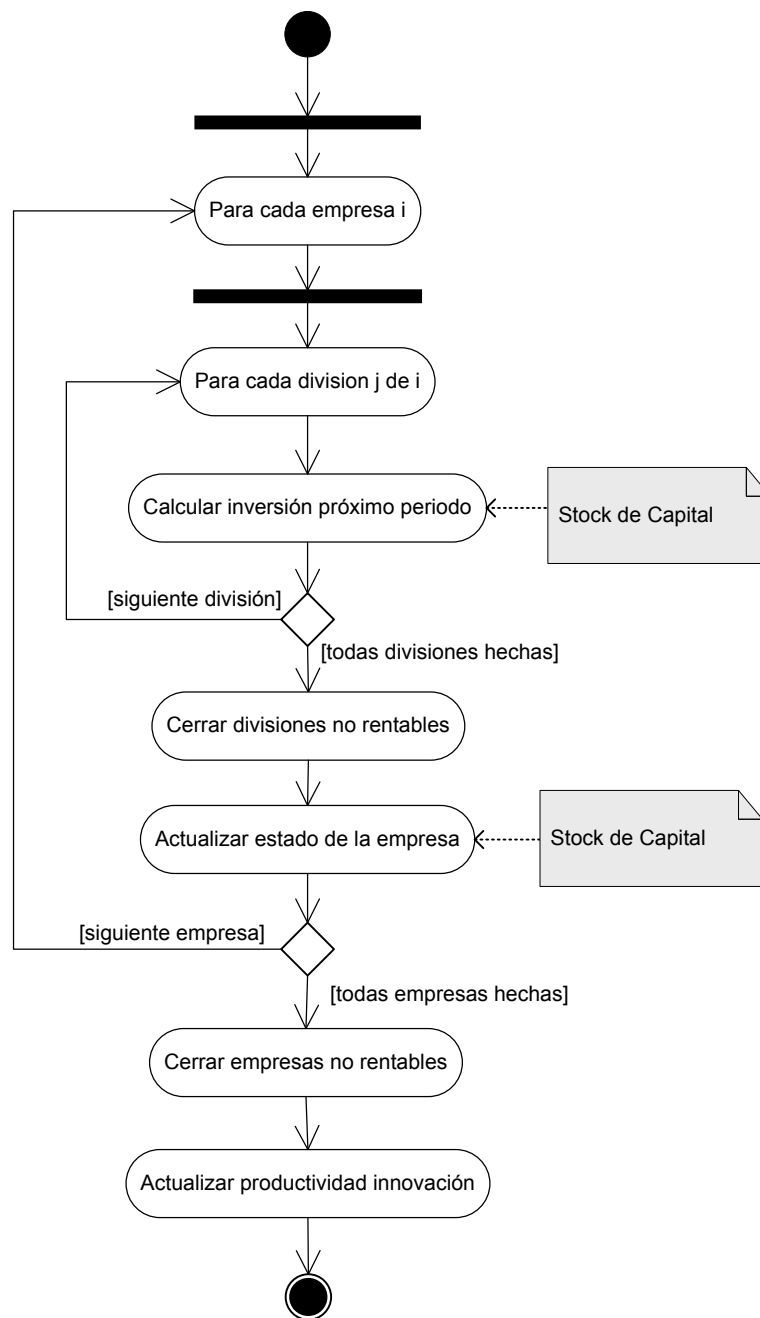 Para cada empresa i
Para cada division j de i
Calcular inversión próximo periodo
Stock de Capital
[siguiente división]
[todas divisiones hechas]
Cerrar divisiones no rentables
Actualizar estado de la empresa
Stock de Capital
[siguiente empresa]
[todas empresas hechas]
Cerrar empresas no rentables
Actualizar productividad innovación